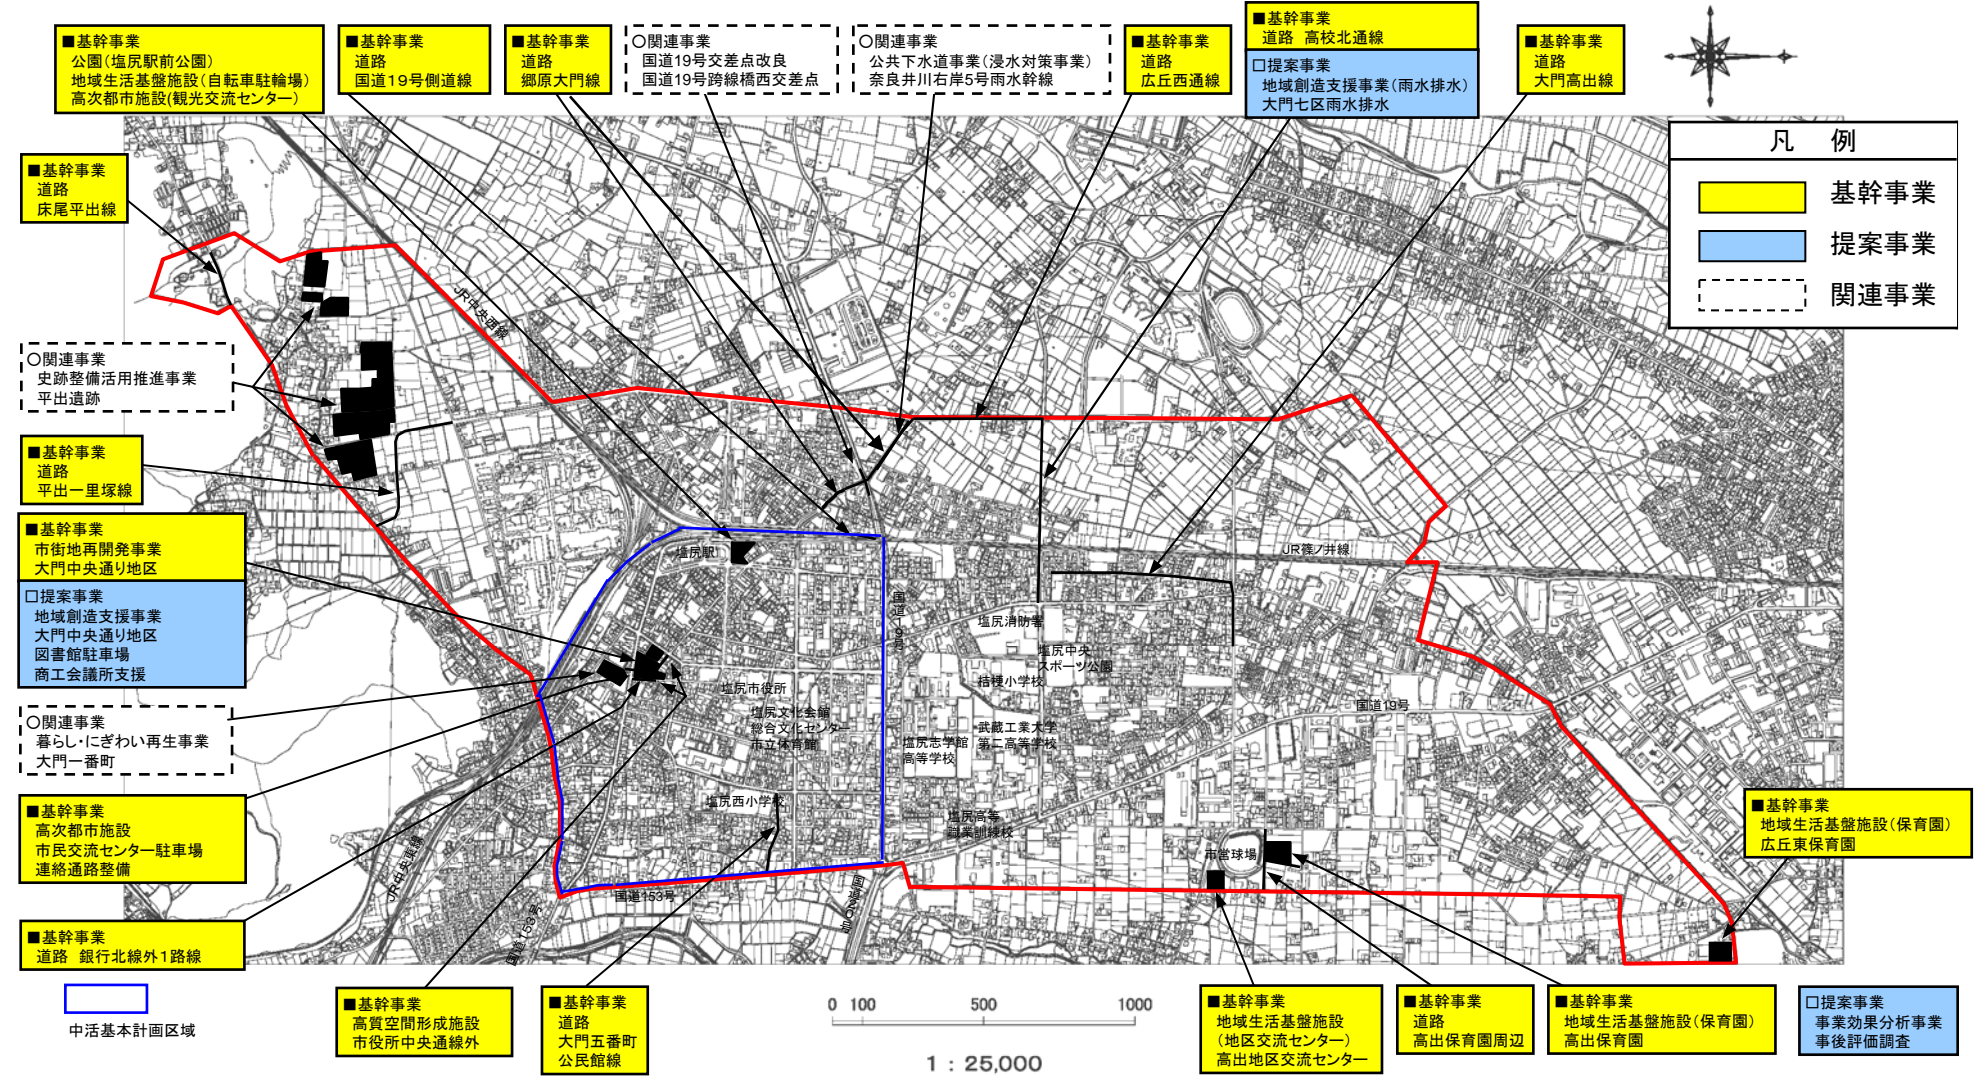 ■基幹事業
公園(塩尻駅前公園)
地域生活基盤施設(自転車駐輪場)
高次都市施設(観光交流センター)
■基幹事業
道路
国道19号側道線
■基幹事業
道路
郷原大門線
○関連事業
国道19号交差点改良
国道19号跨線橋西交差点
○関連事業
公共下水道事業(浸水対策事業)
奈良井川右岸5号雨水幹線
■基幹事業
道路
広丘西通線
■基幹事業
道路 高校北通線
□提案事業
地域創造支援事業(雨水排水)
大門七区雨水排水
■基幹事業
道路
大門高出線
凡 例
基幹事業
提案事業
関連事業
■基幹事業
道路
床尾平出線
○関連事業
史跡整備活用推進事業
平出遺跡
■基幹事業
道路
平出一里塚線
■基幹事業
市街地再開発事業
大門中央通り地区
□提案事業
地域創造支援事業
大門中央通り地区
図書館駐車場
商工会議所支援
○関連事業
暮らし・にぎわい再生事業
大門一番町
■基幹事業
高次都市施設
市民交流センター駐車場
連絡通路整備
■基幹事業
道路 銀行北線外1路線
中活基本計画区域
JR中央西線
塩尻駅
JR篠ノ井線
国道19号
塩尻消防署
塩尻中央
スポーツ公園
桔梗小学校
塩尻市役所
塩尻文化会館
総合文化センター
市立体育館
塩尻志学館
高等学校
武蔵工業大学
第二高等学校
国道19号
塩尻西小学校
塩尻高等
職業訓練校
市営球場
JR中央東線
国道153号
国道153号
国道20号
■基幹事業
地域生活基盤施設(保育園)
広丘東保育園
■基幹事業
高質空間形成施設
市役所中央通線外
■基幹事業
道路
大門五番町
公民館線
0 100 500 1000
1 : 25,000
■基幹事業
地域生活基盤施設
(地区交流センター)
高出地区交流センター
■基幹事業
道路
高出保育園周辺
■基幹事業
地域生活基盤施設(保育園)
高出保育園
□提案事業
事業効果分析事業
事後評価調査